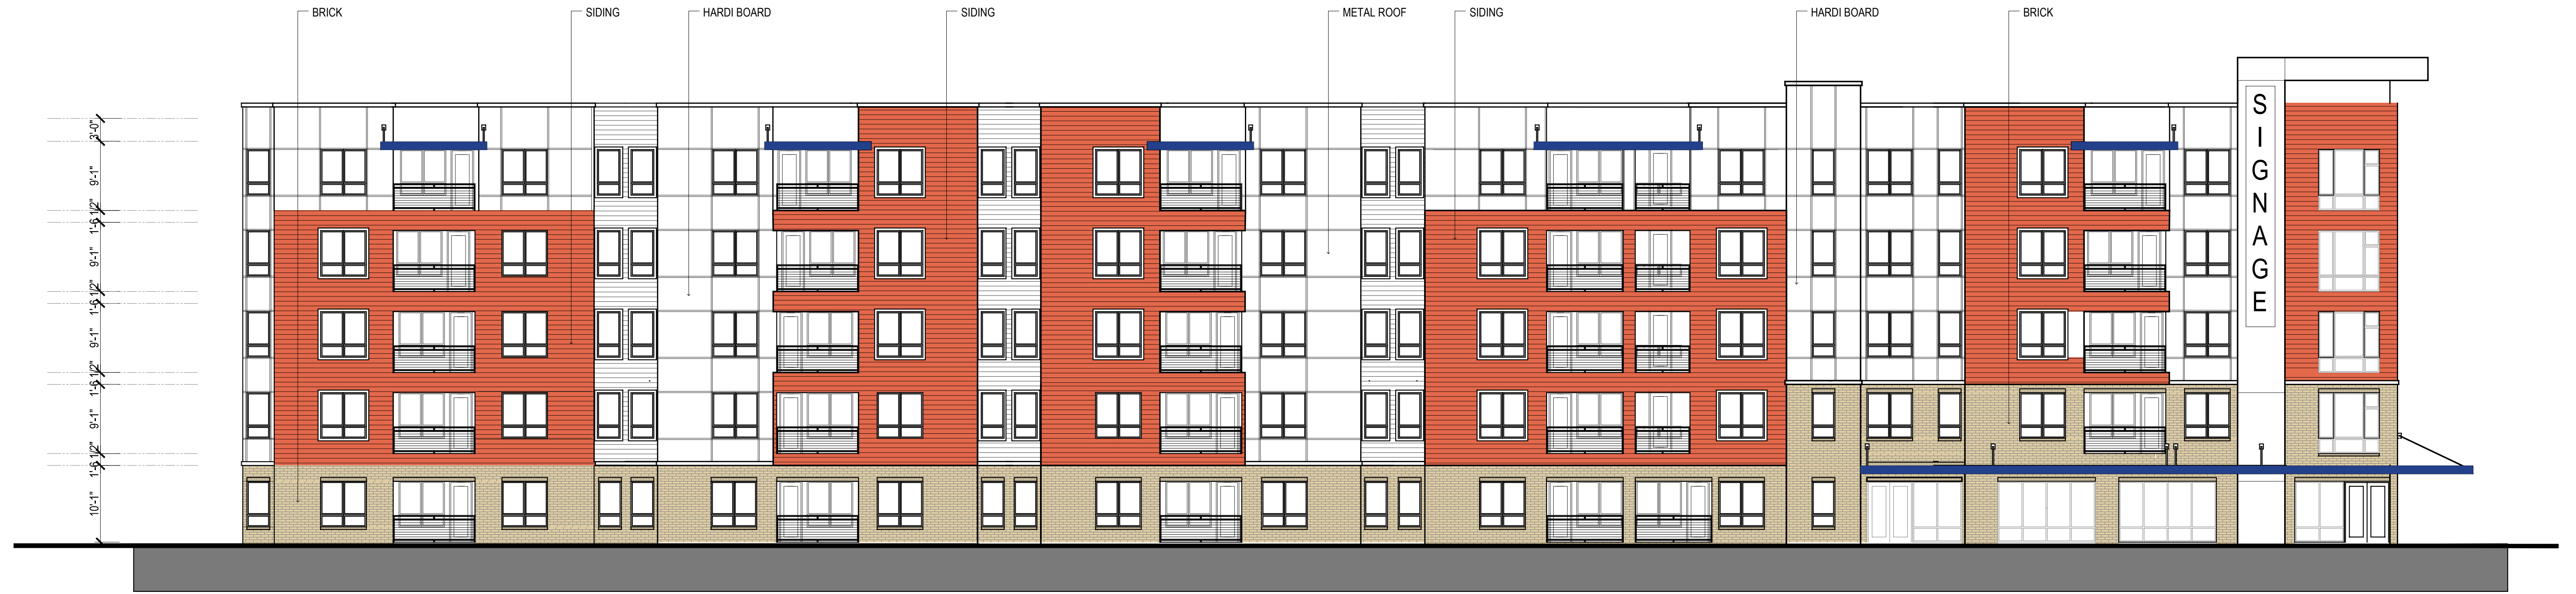 BRICK
SIDING
HARDI BOARD
SIDING
METAL ROOF
SIDING
HARDI BOARD
BRICK
3'-0"
9'-1"
1'-6 1/2"
9'-1"
1'-6 1/2"
9'-1"
1'-6 1/2"
9'-1"
1'-6 1/2"
10'-1"
S
I
G
N
A
G
E